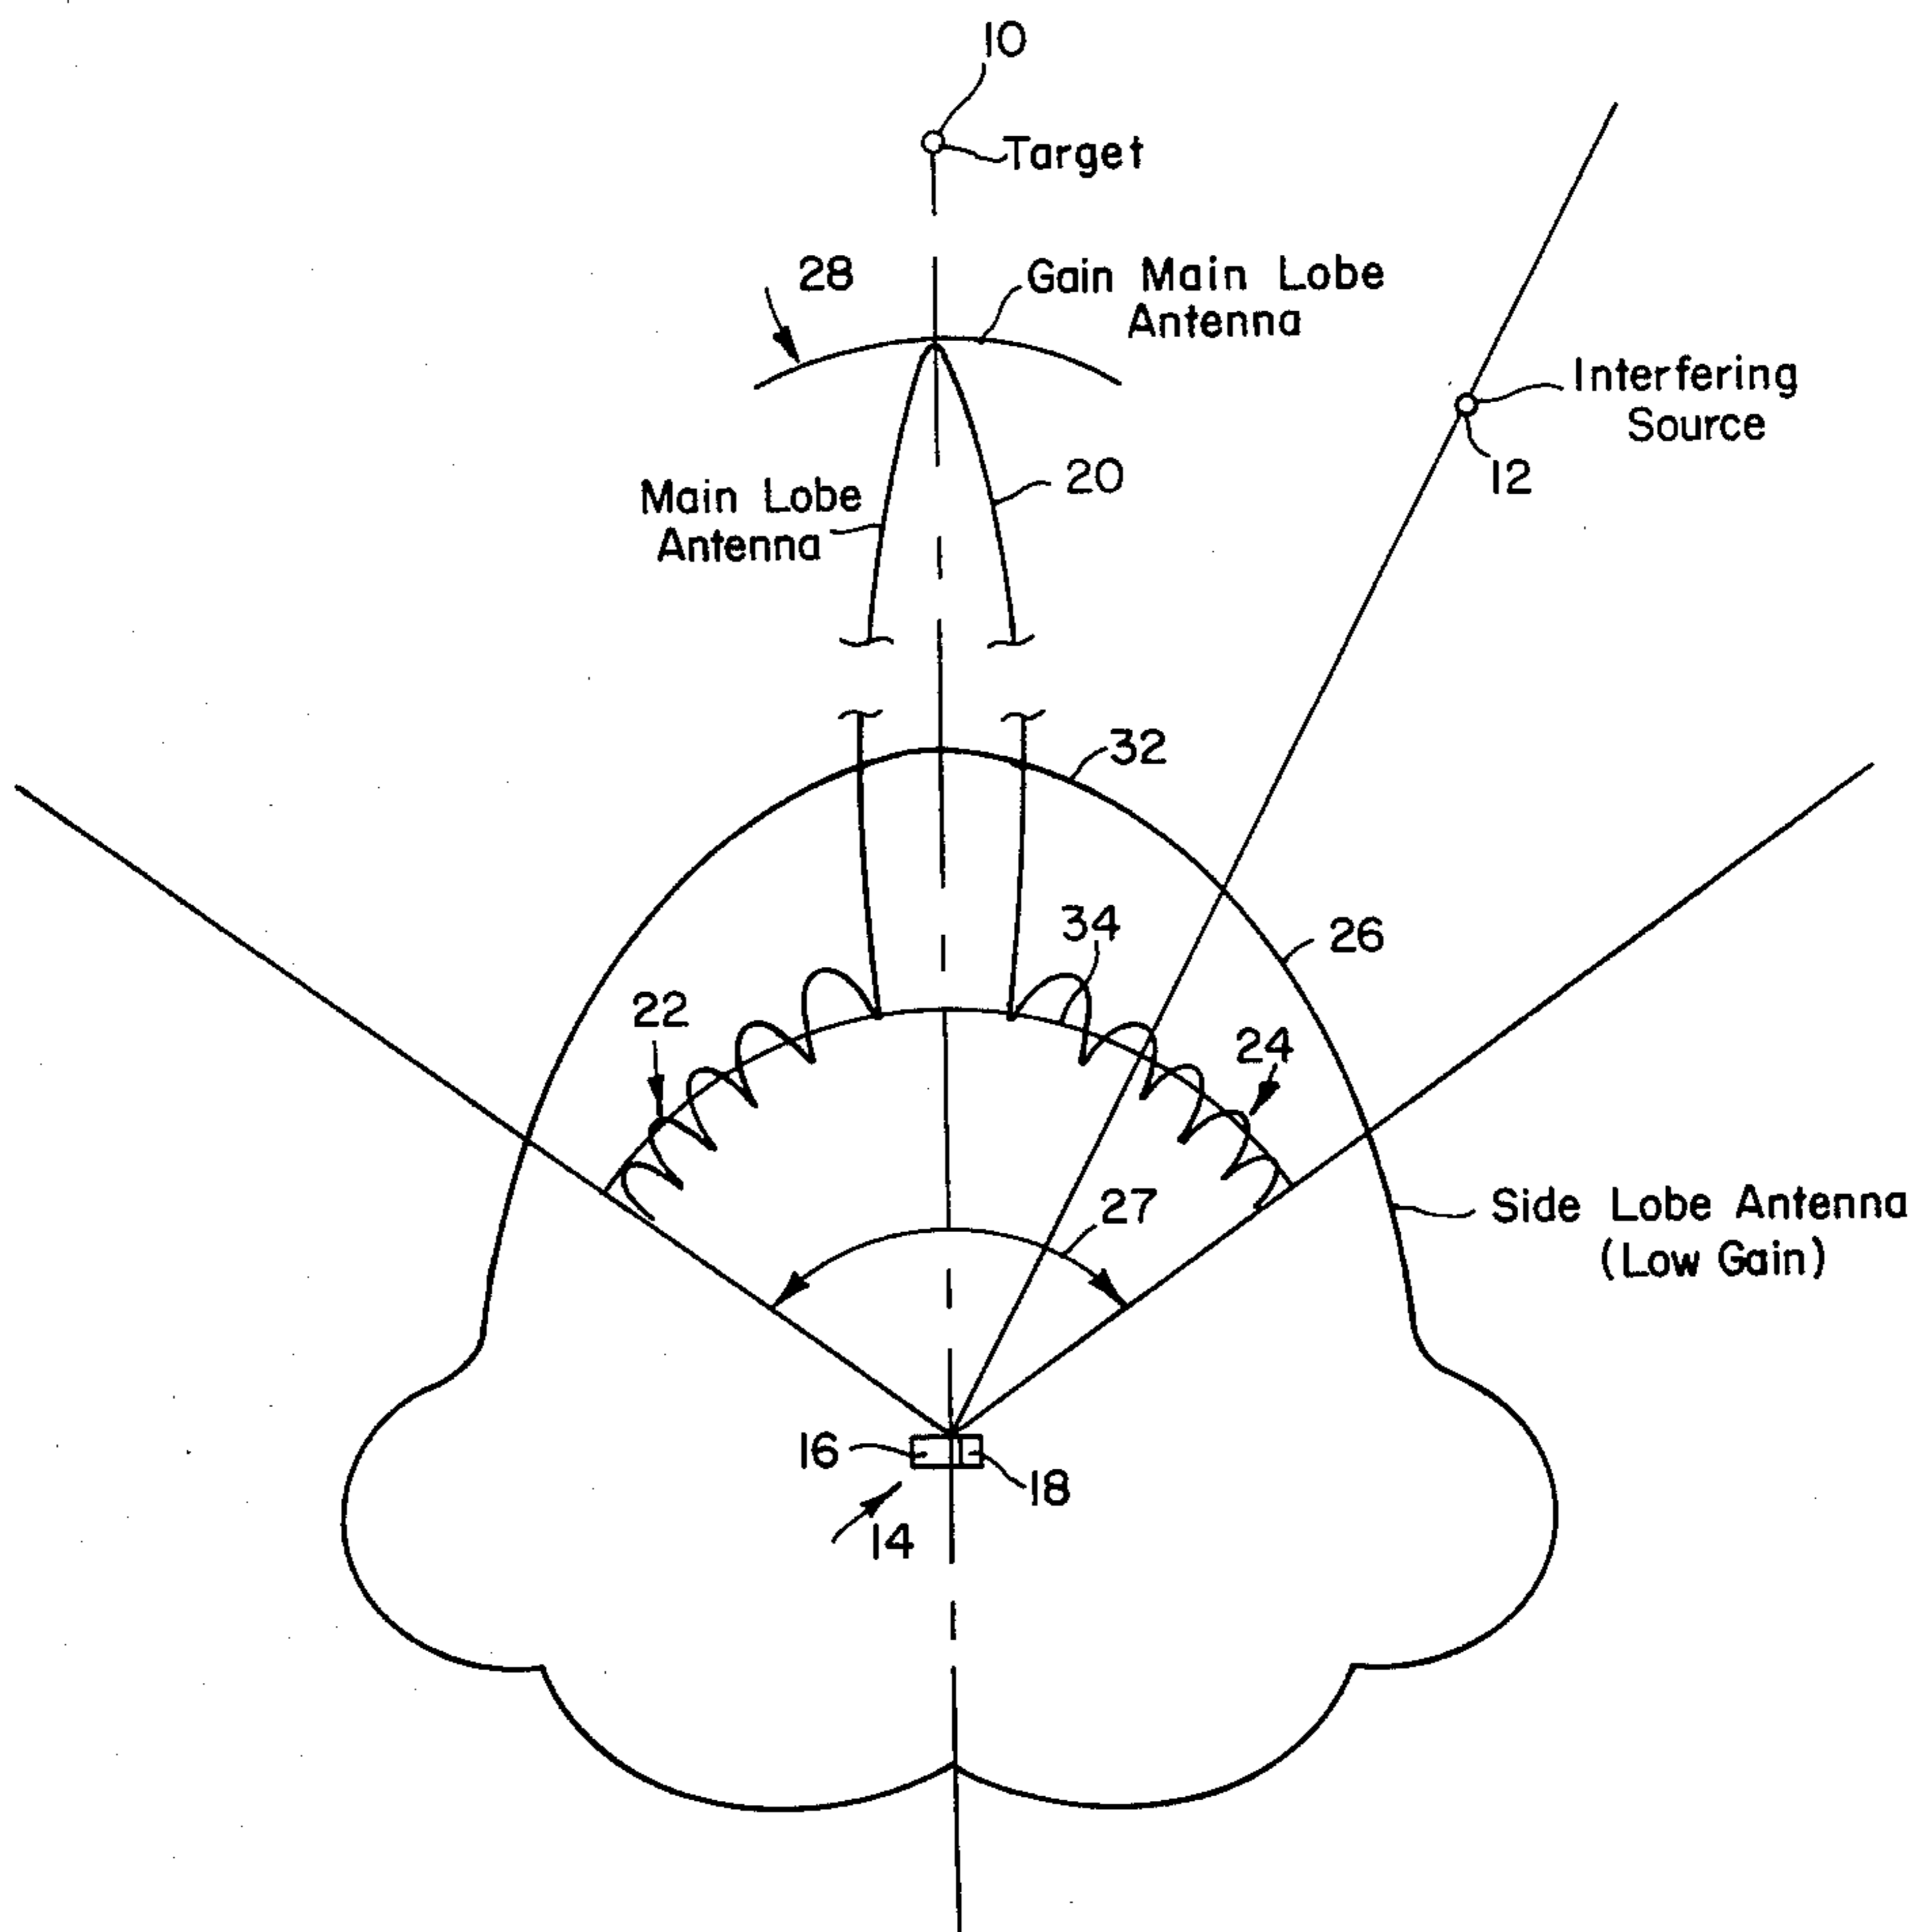 10
Target
28
Gain Main Lobe
Antenna
Interfering
Source
12
20
Main Lobe
Antenna
32
34
26
22
24
27
Side Lobe Antenna
(Low Gain)
16
18
14